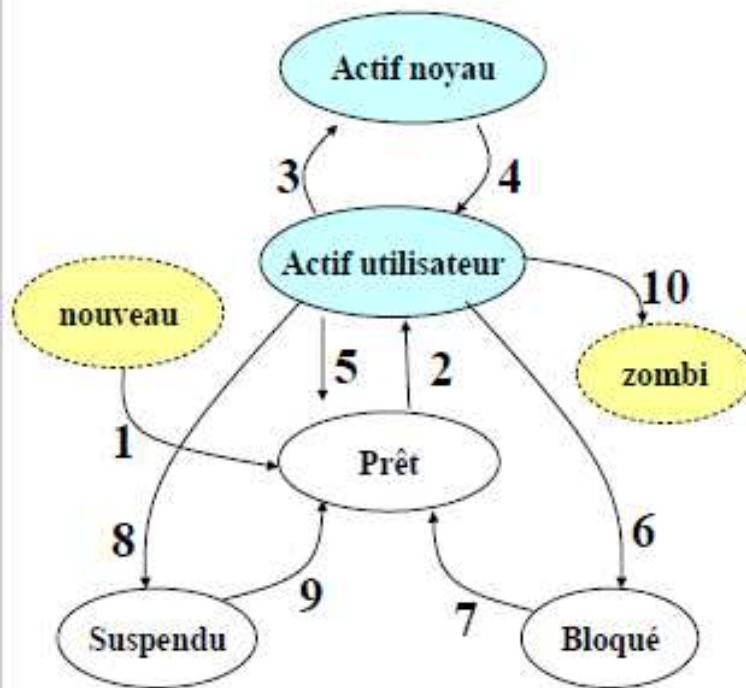 Actif noyau
3
4
Actif utilisateur
10
nouveau
5
2
zombi
1
Prêt
8
6
9
7
Suspendu
Bloqué